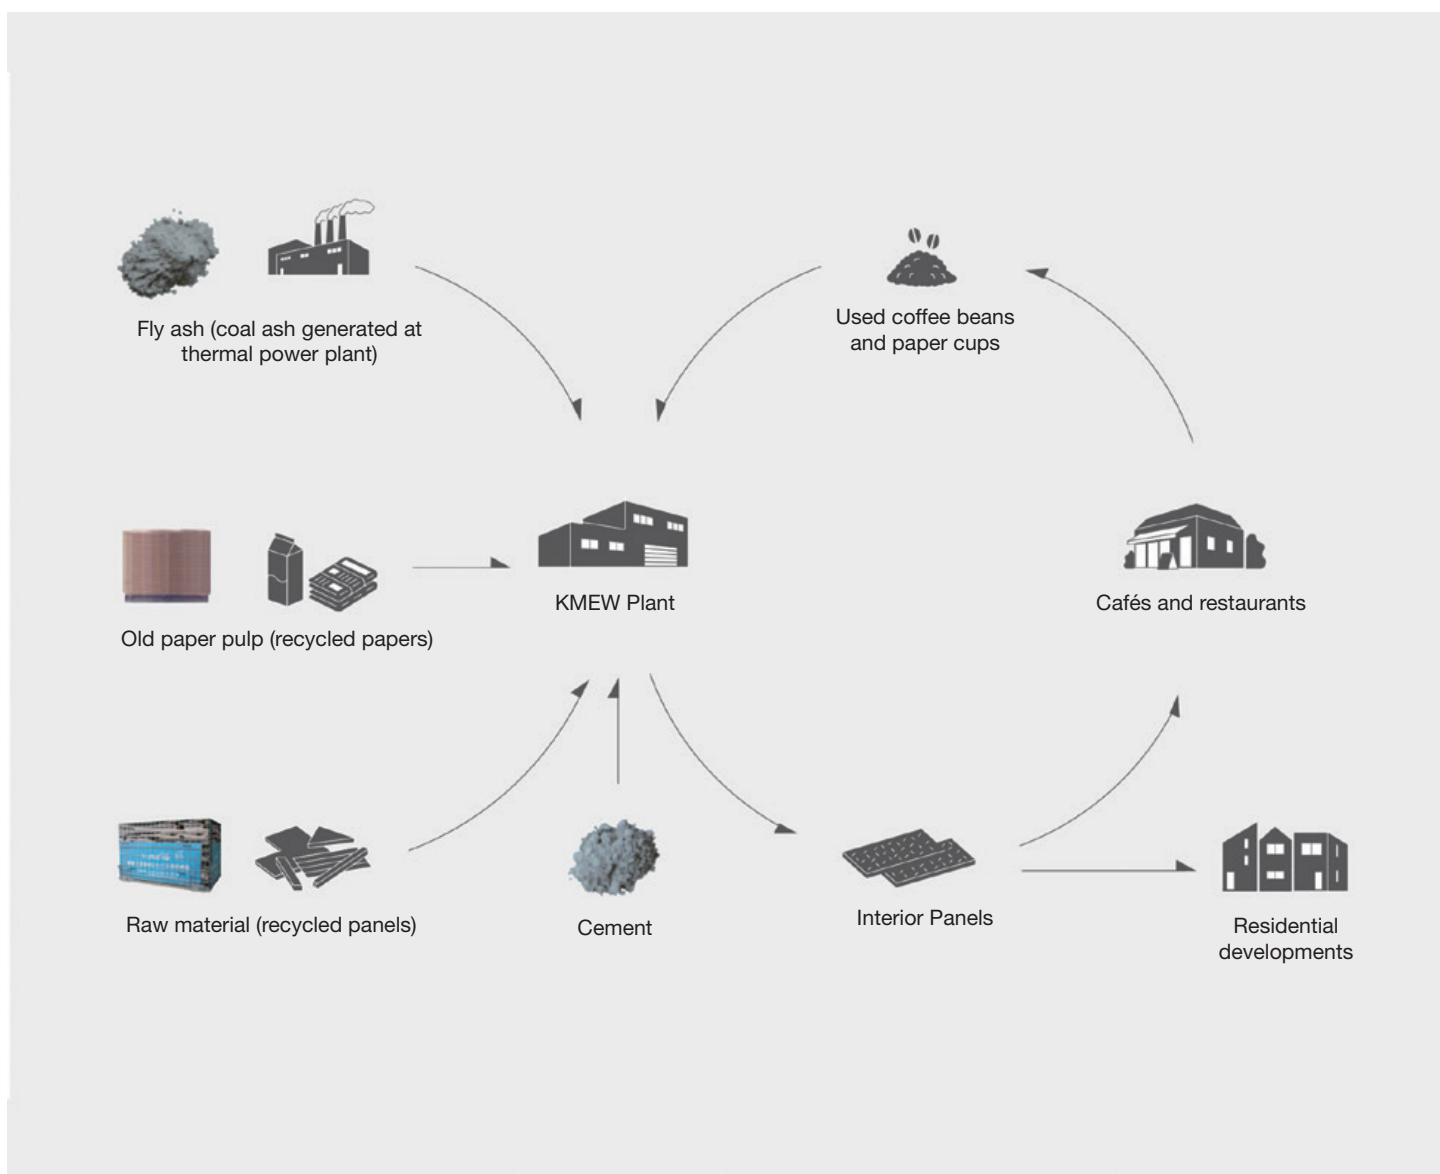 Fly ash (coal ash generated at
thermal power plant)
Used coffee beans
and paper cups
Old paper pulp (recycled papers)
KMEW Plant
Cafés and restaurants
Raw material (recycled panels)
Cement
Interior Panels
Residential
developments